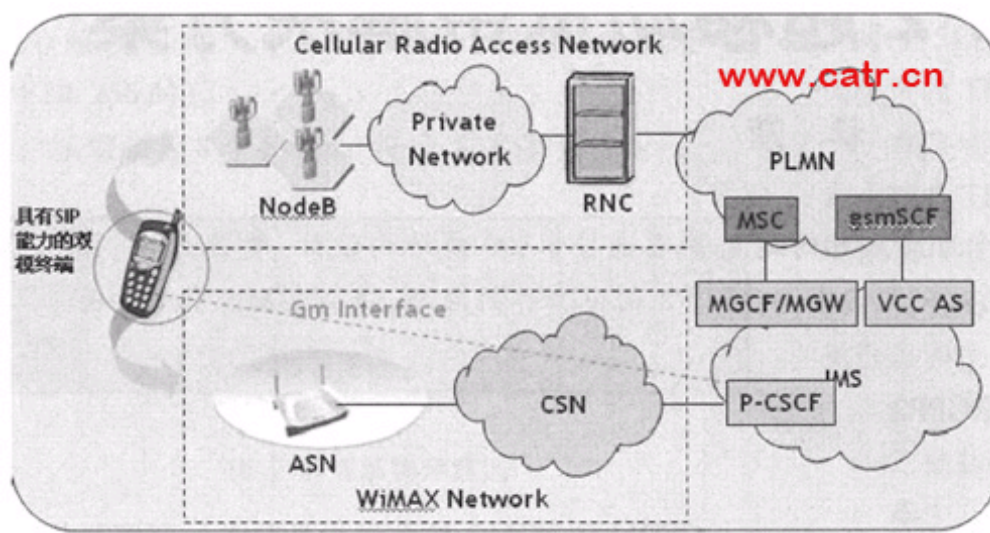 Cellular Radio Access Network
www.catr.cn
Private
Network
NodeB
RNC
PLMN
MSC
gsmSCF
具有SIP
能力的双
模终端
MGCF/MGW
VCC AS
Gm Interface
IMS
P-CSCF
CSN
ASN
WiMAX Network